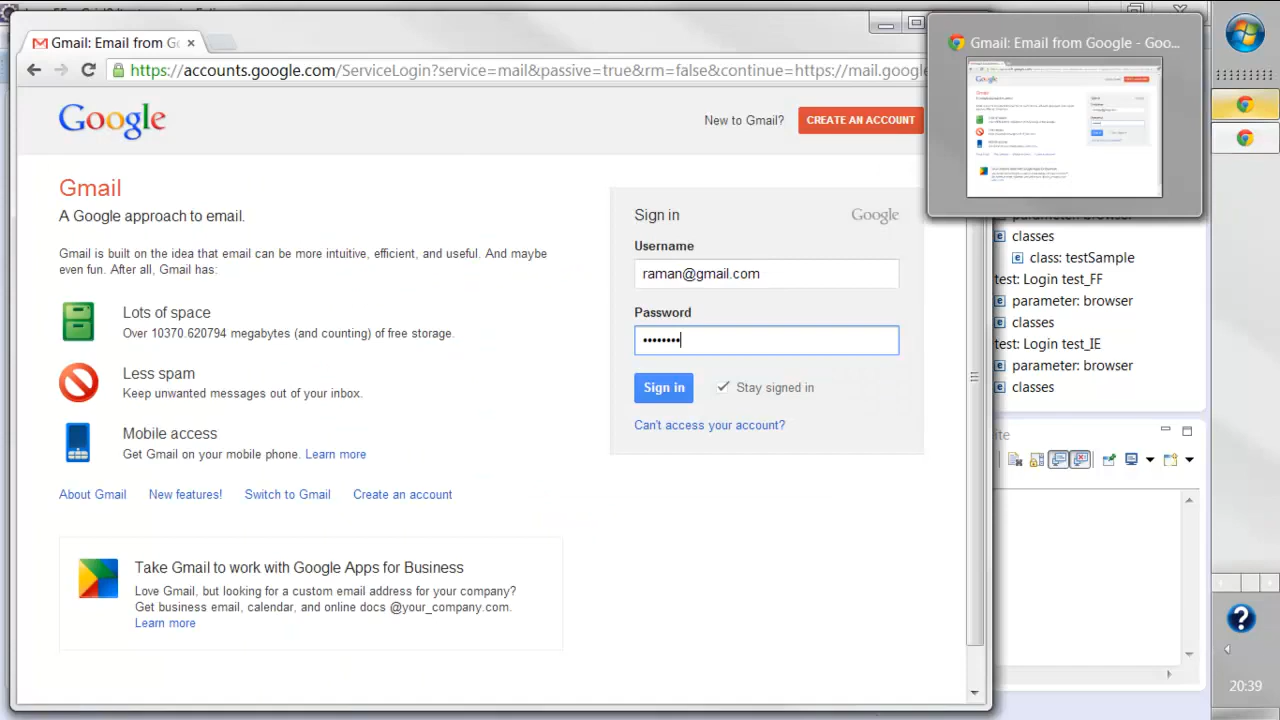 Gmail: Email from G
https://accounts.google.com/ServiceLogin?service=mail&passive=true&rm=false
ue=https://mail.google
Gmail: Email from Google - Goo...
Google
New to Gmail?
CREATE AN ACCOUNT
Gmail
A Google approach to email.
Gmail is built on the idea that email can be more intuitive, efficient, and useful. And maybe
even fun. After all, Gmail has:
Lots of space
Over 10370.620794 megabytes (and counting) of free storage.
Less spam
Keep unwanted messages out of your inbox.
Mobile access
Get Gmail on your mobile phone. Learn more
About Gmail
New features!
Switch to Gmail
Create an account
Take Gmail to work with Google Apps for Business
Love Gmail, but looking for a custom email address for your company?
Get business email, calendar, and online docs @your_company.com.
Learn more
Sign in
Google
Username
raman@gmail.com
Password
••••••••
Sign in
Stay signed in
Can't access your account?
classes
class: testSample
test: Login test_FF
parameter: browser
classes
test: Login test_IE
parameter: browser
classes
20:39